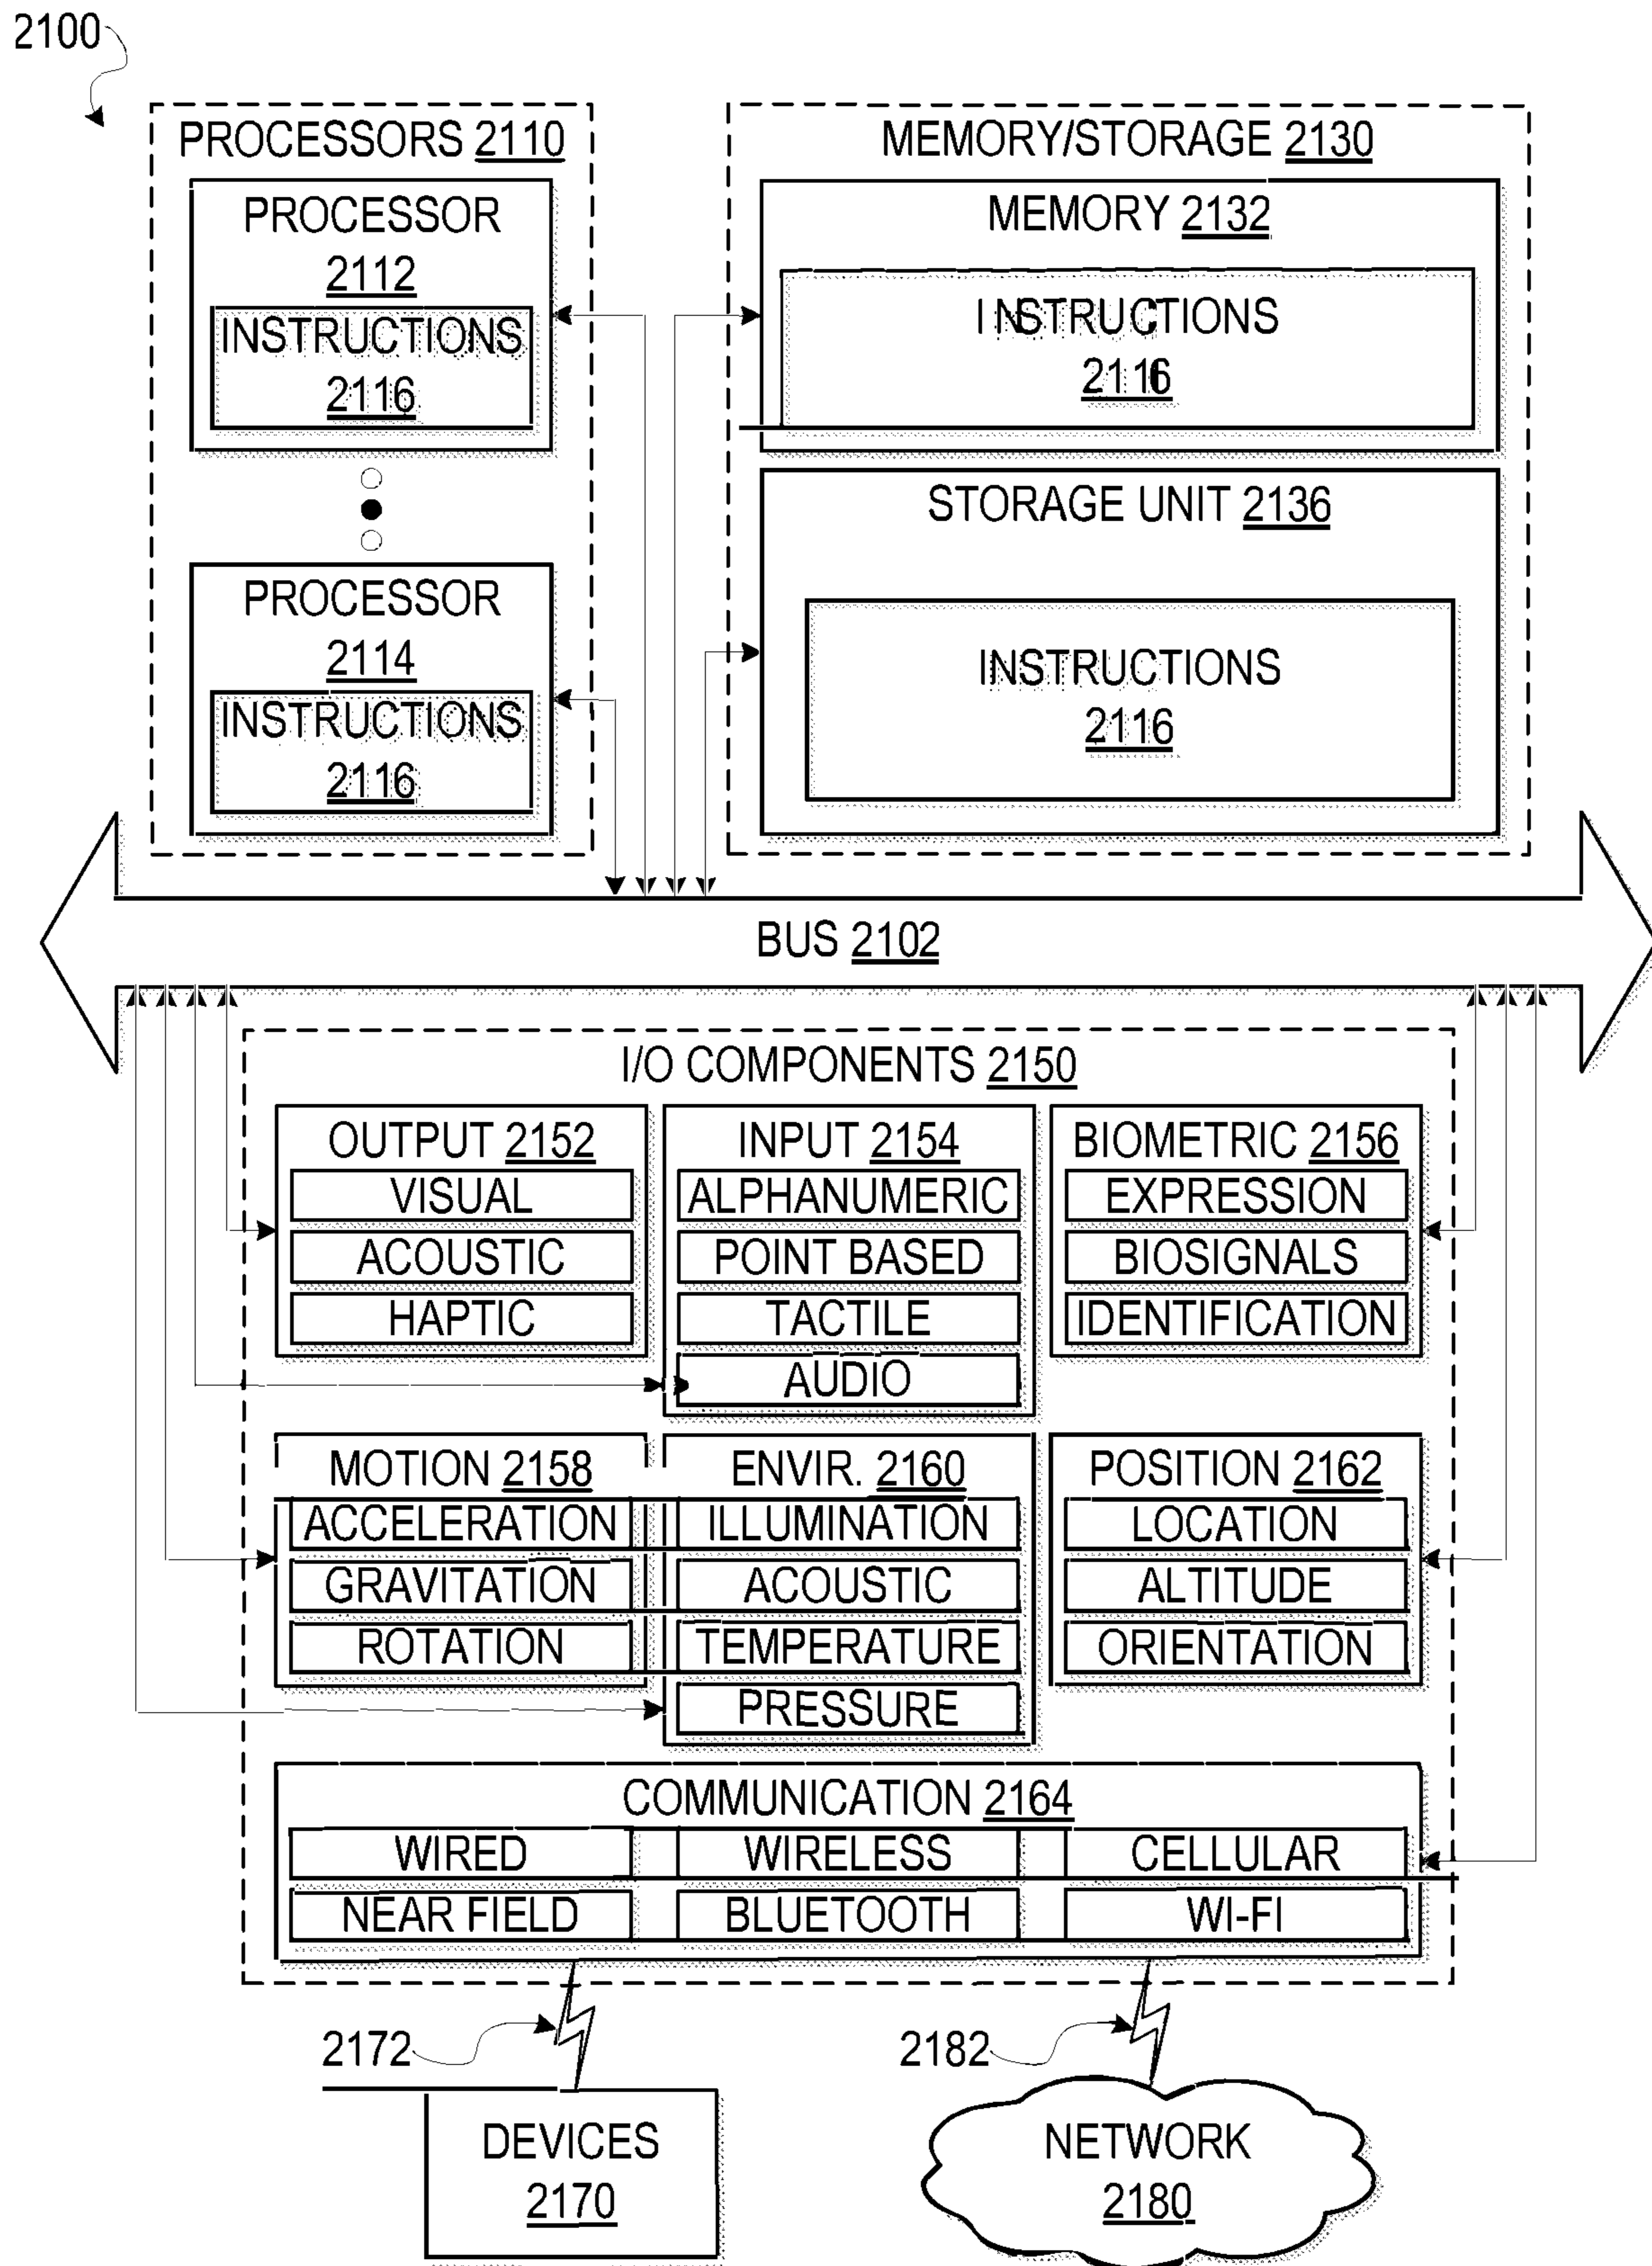 2100
PROCESSORS 2110
PROCESSOR
2112
INSTRUCTIONS
2116
PROCESSOR
2114
INSTRUCTIONS
2116
MEMORY/STORAGE 2130
MEMORY 2132
INSTRUCTIONS
2116
STORAGE UNIT 2136
INSTRUCTIONS
2116
BUS 2102
I/O COMPONENTS 2150
OUTPUT 2152
VISUAL
ACOUSTIC
HAPTIC
INPUT 2154
ALPHANUMERIC
POINT BASED
TACTILE
AUDIO
BIOMETRIC 2156
EXPRESSION
BIOSIGNALS
IDENTIFICATION
MOTION 2158
ACCELERATION
GRAVITATION
ROTATION
ENVIR. 2160
ILLUMINATION
ACOUSTIC
TEMPERATURE
PRESSURE
POSITION 2162
LOCATION
ALTITUDE
ORIENTATION
COMMUNICATION 2164
WIRED
WIRELESS
CELLULAR
NEAR FIELD
BLUETOOTH
WI-FI
2172
2182
DEVICES
2170
NETWORK
2180